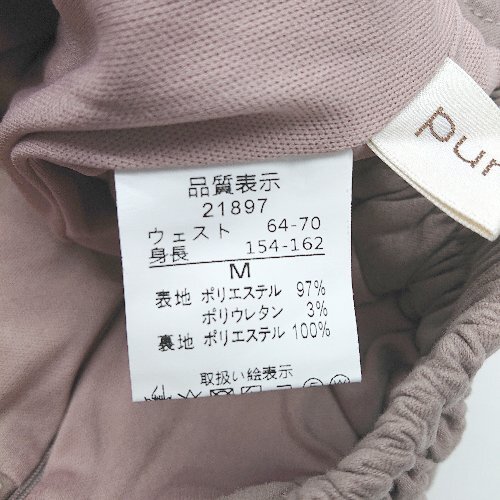 品質表示
21897
ウェスト 64-70
身長 154-162
M
表地 ポリエステル 97%
ポリウレタン 3%
裏地 ポリエステル 100%
取扱い絵表示
pur